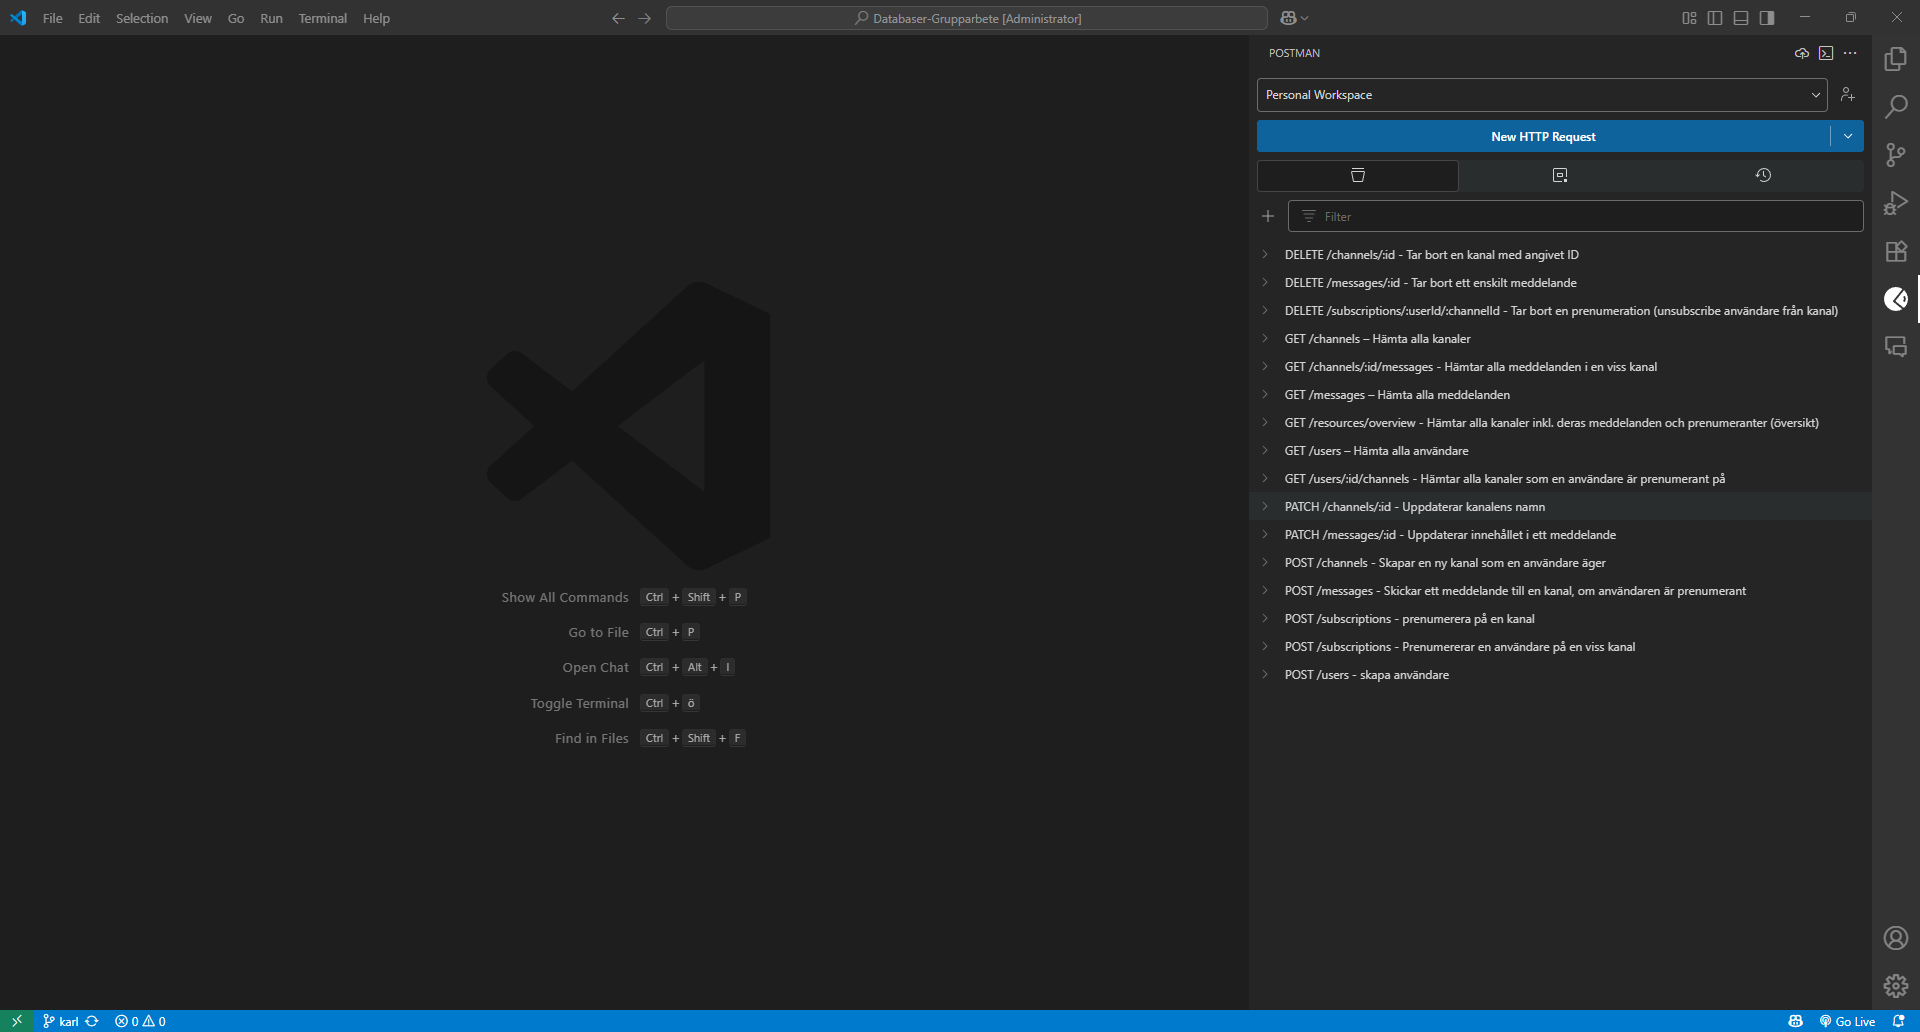 File Edit Selection View Go Run Terminal Help
Databaser-Grupparbete [Administrator]
POSTMAN
Personal Workspace
New HTTP Request
Filter
DELETE /channels/:id - Tar bort en kanal med angivet ID
DELETE /messages/:id - Tar bort ett enskilt meddelande
DELETE /subscriptions/:userId/:channelId - Tar bort en prenumeration (unsubscribe användare från kanal)
GET /channels – Hämta alla kanaler
GET /channels/:id/messages - Hämtar alla meddelanden i en viss kanal
GET /messages – Hämta alla meddelanden
GET /resources/overview - Hämtar alla kanaler inkl. deras meddelanden och prenumeranter (översikt)
GET /users – Hämta alla användare
GET /users/:id/channels - Hämtar alla kanaler som en användare är prenumerant på
PATCH /channels/:id - Uppdaterar kanalens namn
PATCH /messages/:id - Uppdaterar innehållet i ett meddelande
POST /channels - Skapar en ny kanal som en användare äger
POST /messages - Skickar ett meddelande till en kanal, om användaren är prenumerant
POST /subscriptions - prenumerera på en kanal
POST /subscriptions - Prenumererar en användare på en viss kanal
POST /users - skapa användare
Show All Commands Ctrl + Shift + P
Go to File Ctrl + P
Open Chat Ctrl + Alt + I
Toggle Terminal Ctrl + ö
Find in Files Ctrl + Shift + F
karl 0 0 Go Live